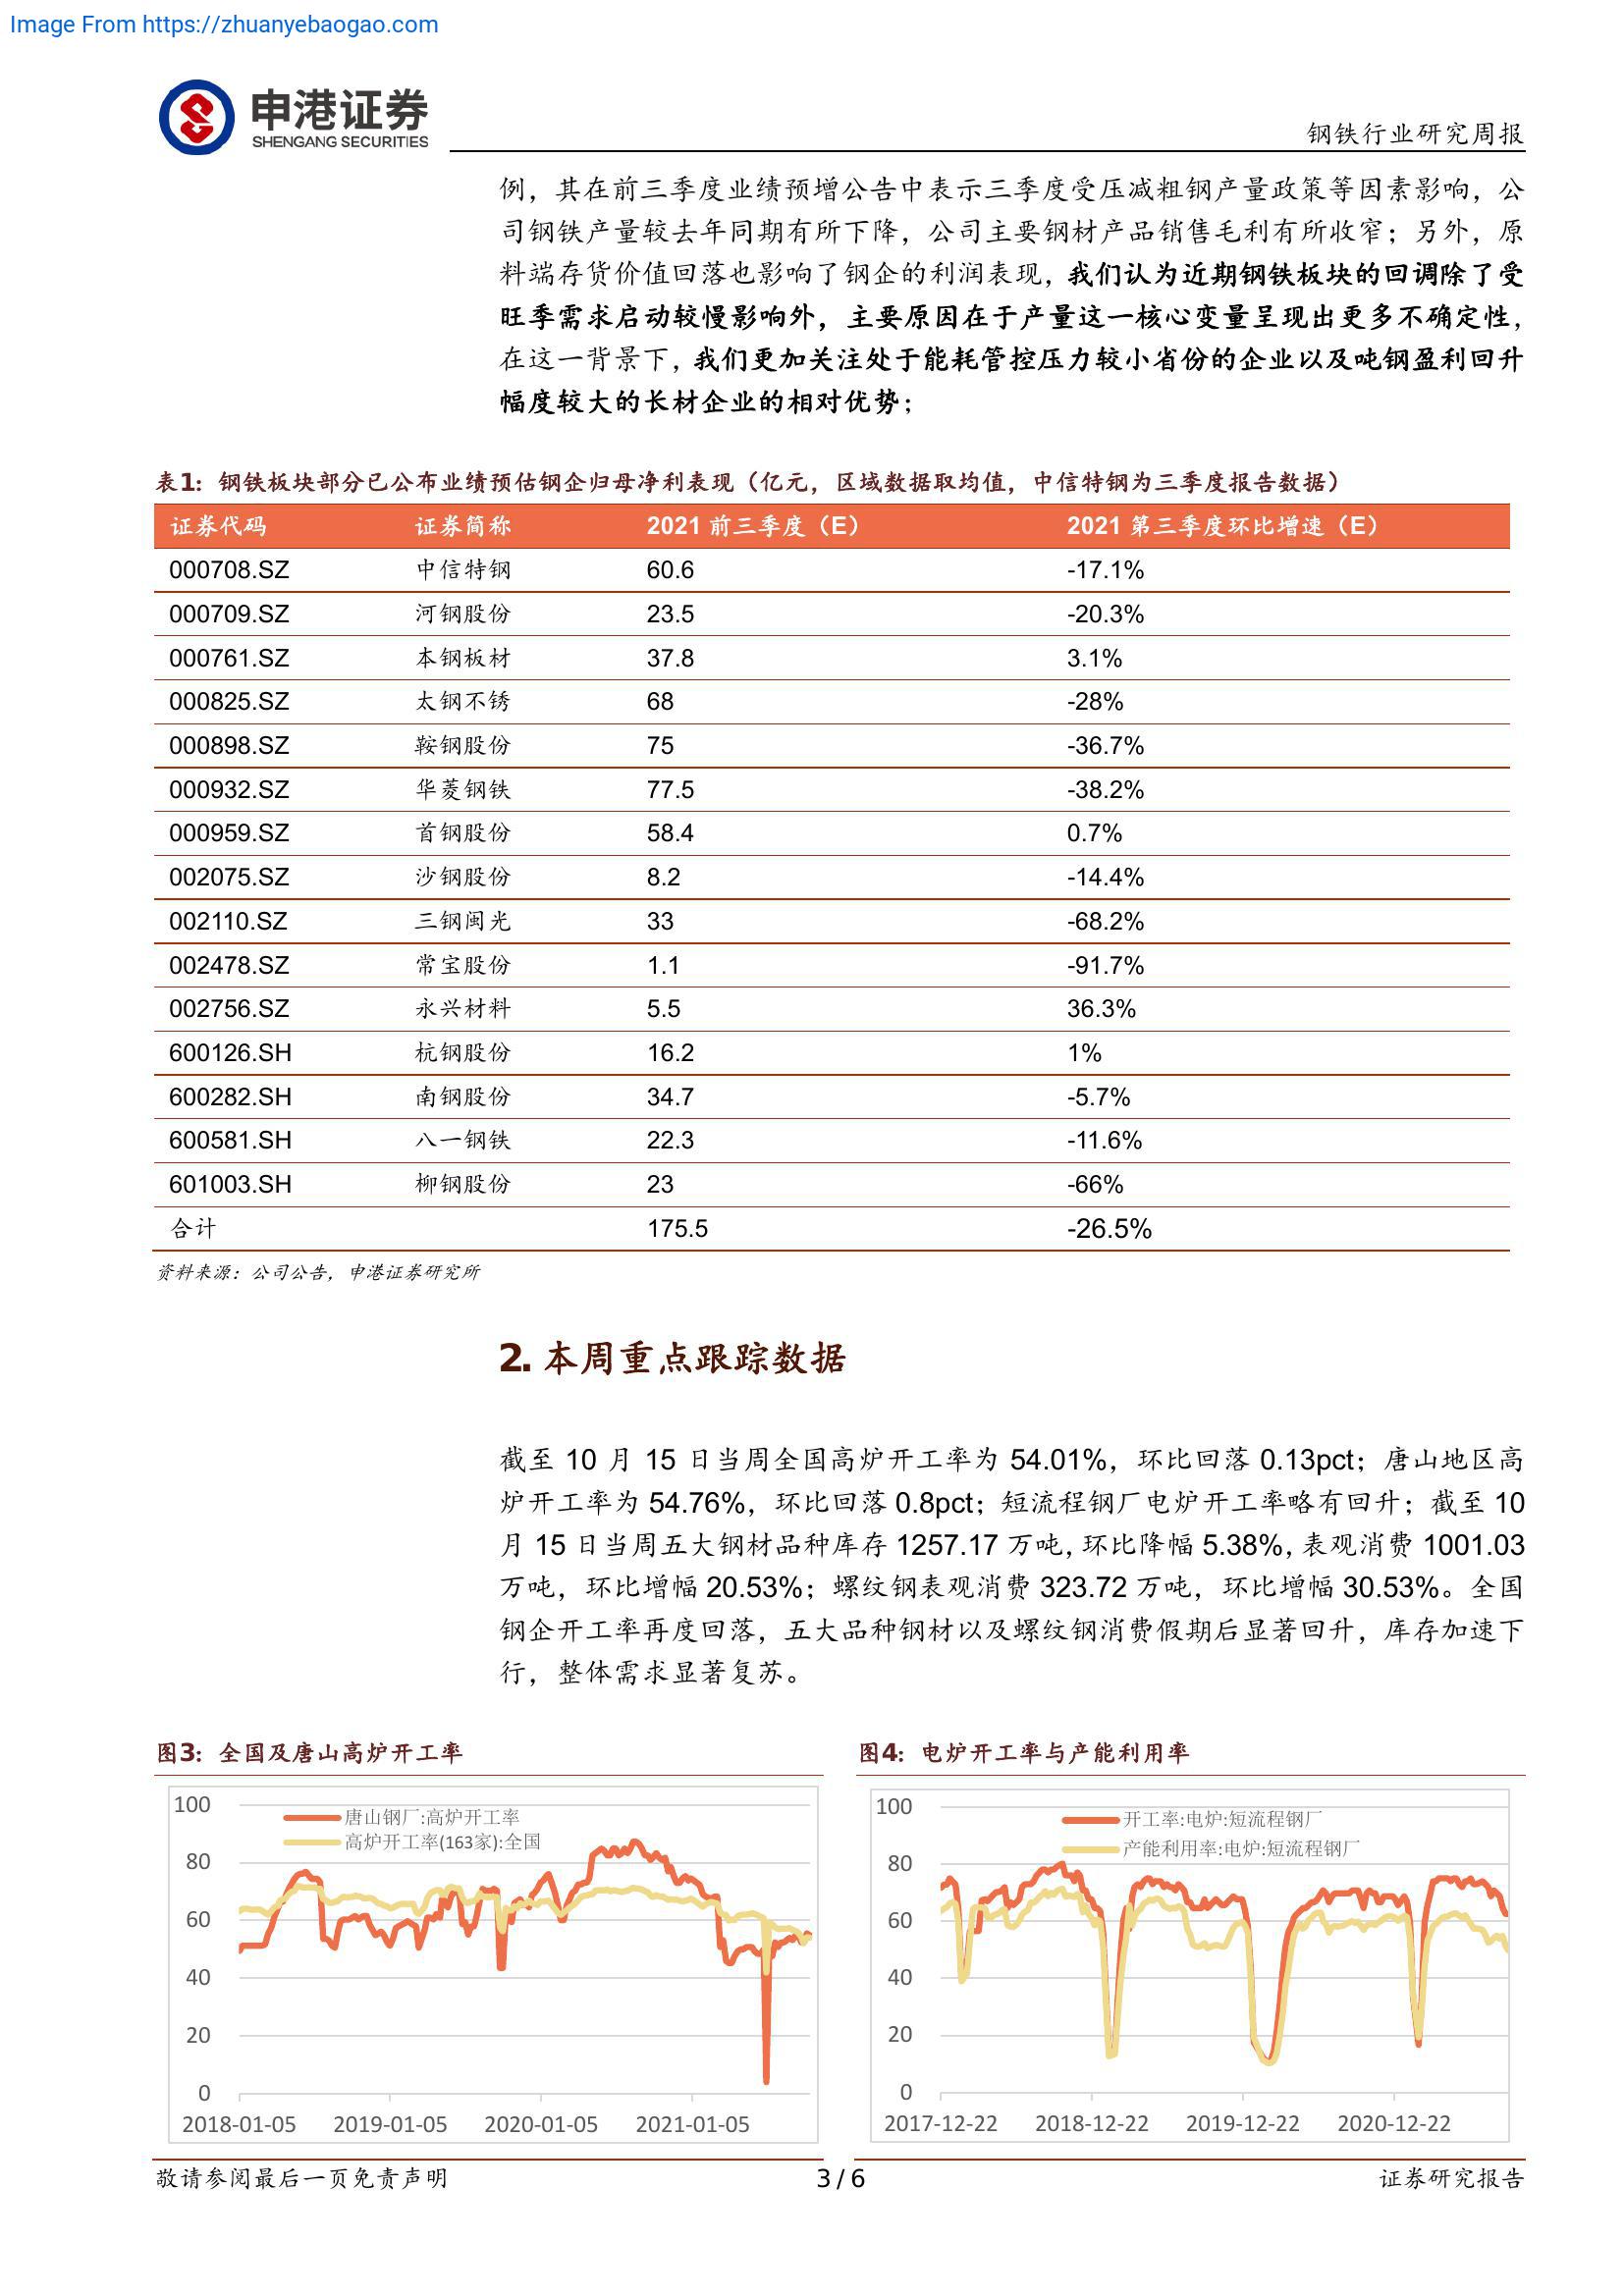 Image From https://zhuanyebaogao.com
申港证券
SHENGANG SECURITIES
钢铁行业研究周报
例，其在前三季度业绩预增公告中表示三季度受压减粗钢产量政策等因素影响，公
司钢铁产量较去年同期有所下降，公司主要钢材产品销售毛利有所收窄；另外，原
料端存货价值回落也影响了钢企的利润表现，我们认为近期钢铁板块的回调除了受
旺季需求启动较慢影响外，主要原因在于产量这一核心变量呈现出更多不确定性，
在这一背景下，我们更加关注处于能耗管控压力较小省份的企业以及吨钢盈利回升
幅度较大的长材企业的相对优势；
表1：钢铁板块部分已公布业绩预估钢企归母净利表现（亿元，区域数据取均值，中信特钢为三季度报告数据）
证券代码 证券简称 2021 前三季度（E） 2021 第三季度环比增速（E）
000708.SZ 中信特钢 60.6 -17.1%
000709.SZ 河钢股份 23.5 -20.3%
000761.SZ 本钢板材 37.8 3.1%
000825.SZ 太钢不锈 68 -28%
000898.SZ 鞍钢股份 75 -36.7%
000932.SZ 华菱钢铁 77.5 -38.2%
000959.SZ 首钢股份 58.4 0.7%
002075.SZ 沙钢股份 8.2 -14.4%
002110.SZ 三钢闽光 33 -68.2%
002478.SZ 常宝股份 1.1 -91.7%
002756.SZ 永兴材料 5.5 36.3%
600126.SH 杭钢股份 16.2 1%
600282.SH 南钢股份 34.7 -5.7%
600581.SH 八一钢铁 22.3 -11.6%
601003.SH 柳钢股份 23 -66%
合计 175.5 -26.5%
资料来源：公司公告，申港证券研究所
2. 本周重点跟踪数据
截至 10 月 15 日当周全国高炉开工率为 54.01%，环比回落 0.13pct；唐山地区高
炉开工率为 54.76%，环比回落 0.8pct；短流程钢厂电炉开工率略有回升；截至 10
月 15 日当周五大钢材品种库存 1257.17 万吨，环比降幅 5.38%，表观消费 1001.03
万吨，环比增幅 20.53%；螺纹钢表观消费 323.72 万吨，环比增幅 30.53%。全国
钢企开工率再度回落，五大品种钢材以及螺纹钢消费假期后显著回升，库存加速下
行，整体需求显著复苏。
图3：全国及唐山高炉开工率
唐山钢厂:高炉开工率
高炉开工率(163家):全国
100
80
60
40
20
0
2018-01-05 2019-01-05 2020-01-05 2021-01-05
图4：电炉开工率与产能利用率
开工率:电炉:短流程钢厂
产能利用率:电炉:短流程钢厂
100
80
60
40
20
0
2017-12-22 2018-12-22 2019-12-22 2020-12-22
敬请参阅最后一页免责声明 3 / 6 证券研究报告